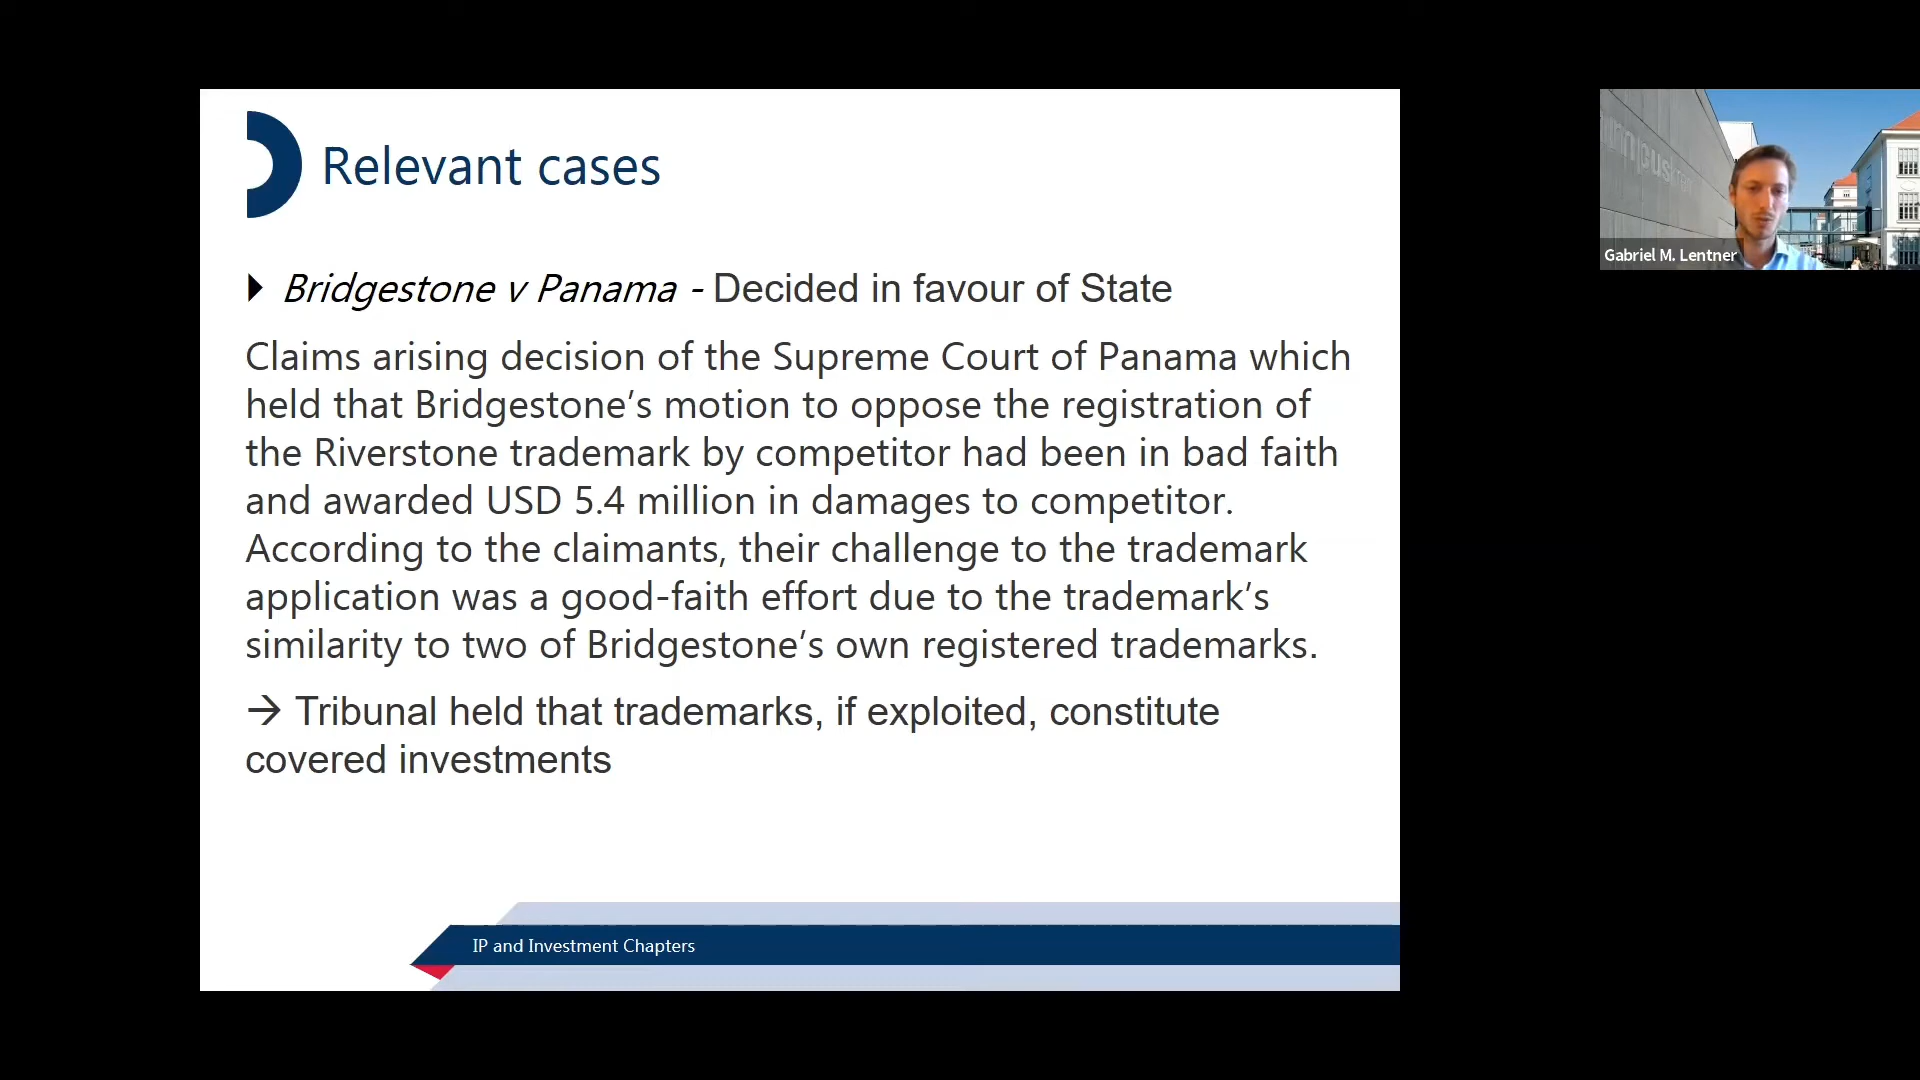 Relevant cases
Bridgestone v Panama - Decided in favour of State
Claims arising decision of the Supreme Court of Panama which
held that Bridgestone’s motion to oppose the registration of
the Riverstone trademark by competitor had been in bad faith
and awarded USD 5.4 million in damages to competitor.
According to the claimants, their challenge to the trademark
application was a good-faith effort due to the trademark’s
similarity to two of Bridgestone’s own registered trademarks.
→ Tribunal held that trademarks, if exploited, constitute
covered investments
IP and Investment Chapters
Gabriel M. Lentner